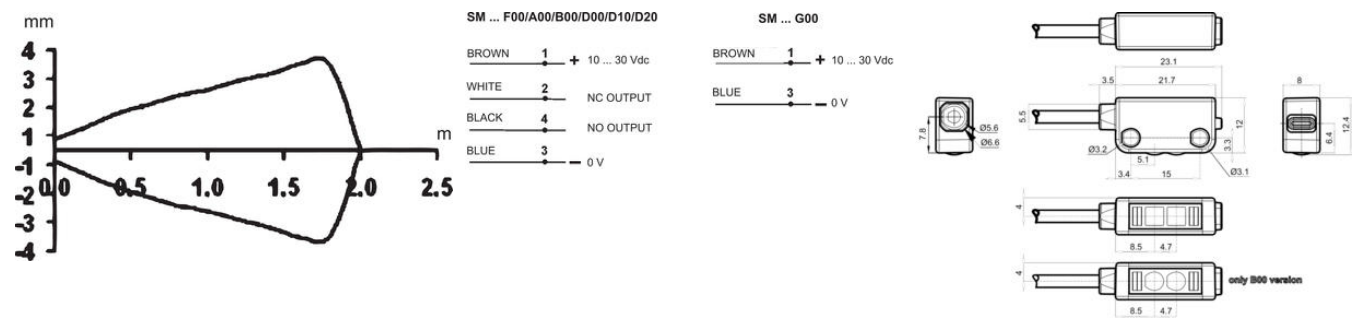 mm
4
3
2
1
-1
-2
-3
-4
0.0 0.5 1.0 1.5 2.0 2.5
m
SM ... F00/A00/B00/D00/D10/D20
BROWN 1 + 10 ... 30 Vdc
WHITE 2 NC OUTPUT
BLACK 4 NO OUTPUT
BLUE 3 − 0 V
SM ... G00
BROWN 1 + 10 ... 30 Vdc
BLUE 3 − 0 V
7.8
Ø5.6
Ø6.6
23.1
3.5 21.7
5.5
Ø3.2
5.1
3.4 15
Ø3.1
3.3
12
8
6.4
12.4
4
8.5 4.7
4
8.5 4.7
only B00 version